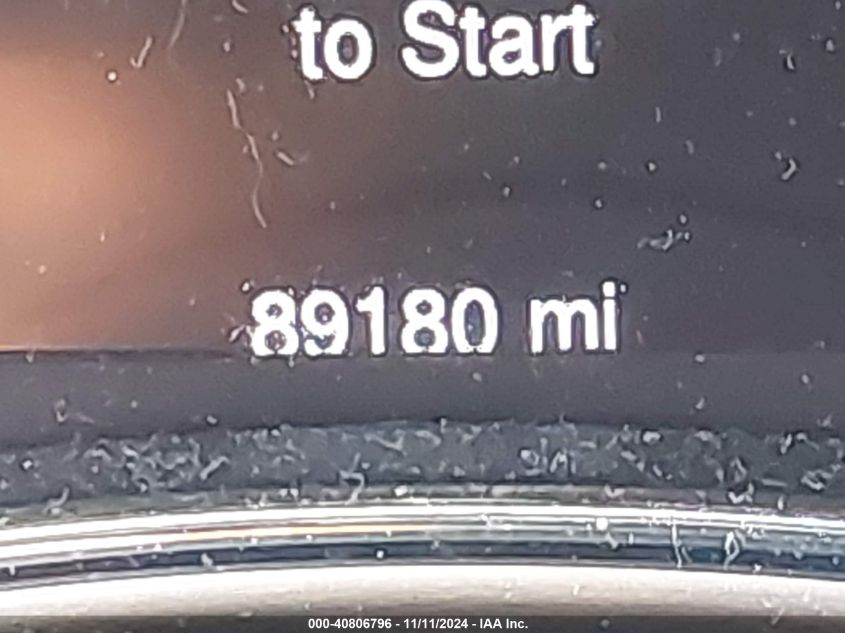 to Start
89180 mi
000-40806796 - 11/11/2024 - IAA Inc.